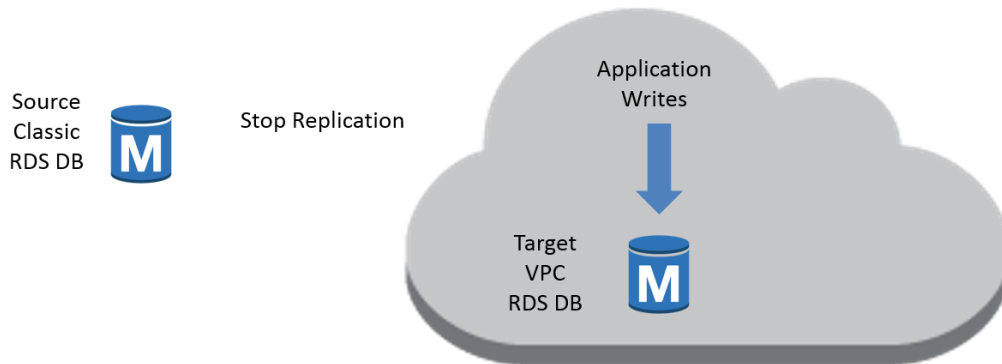 Source
Classic
RDS DB
M
Stop Replication
Application
Writes
Target
VPC
RDS DB
M